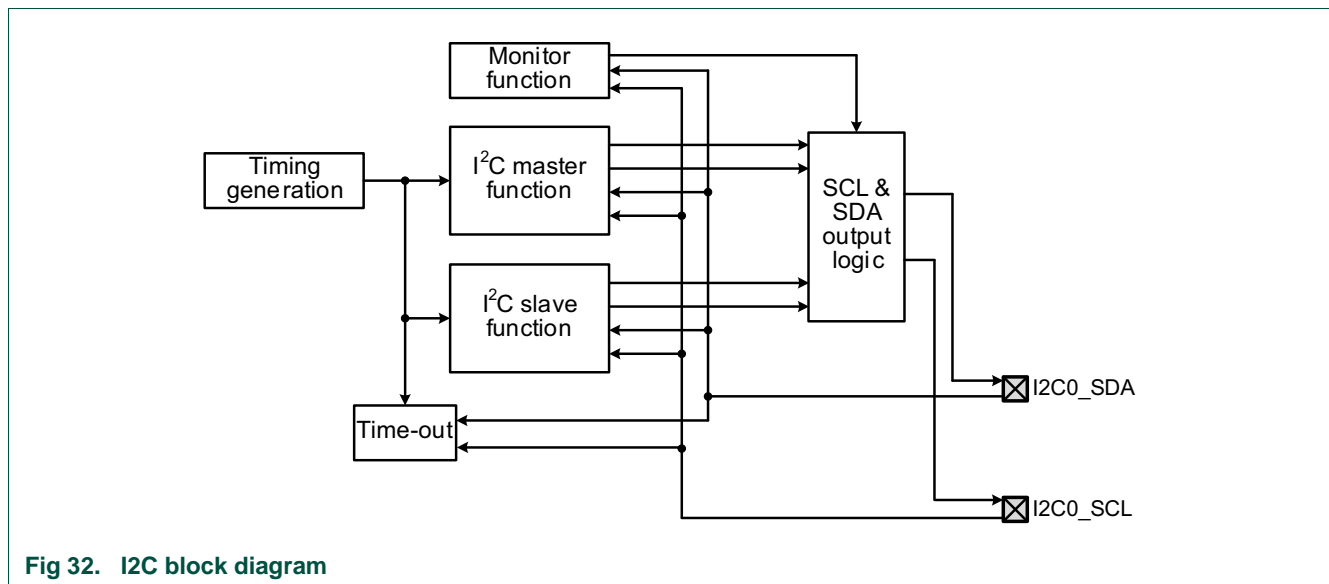 Monitor
function
Timing
generation
I²C master
function
SCL &
SDA
output
logic
I²C slave
function
Time-out
I2C0_SDA
I2C0_SCL
Fig 32. I2C block diagram